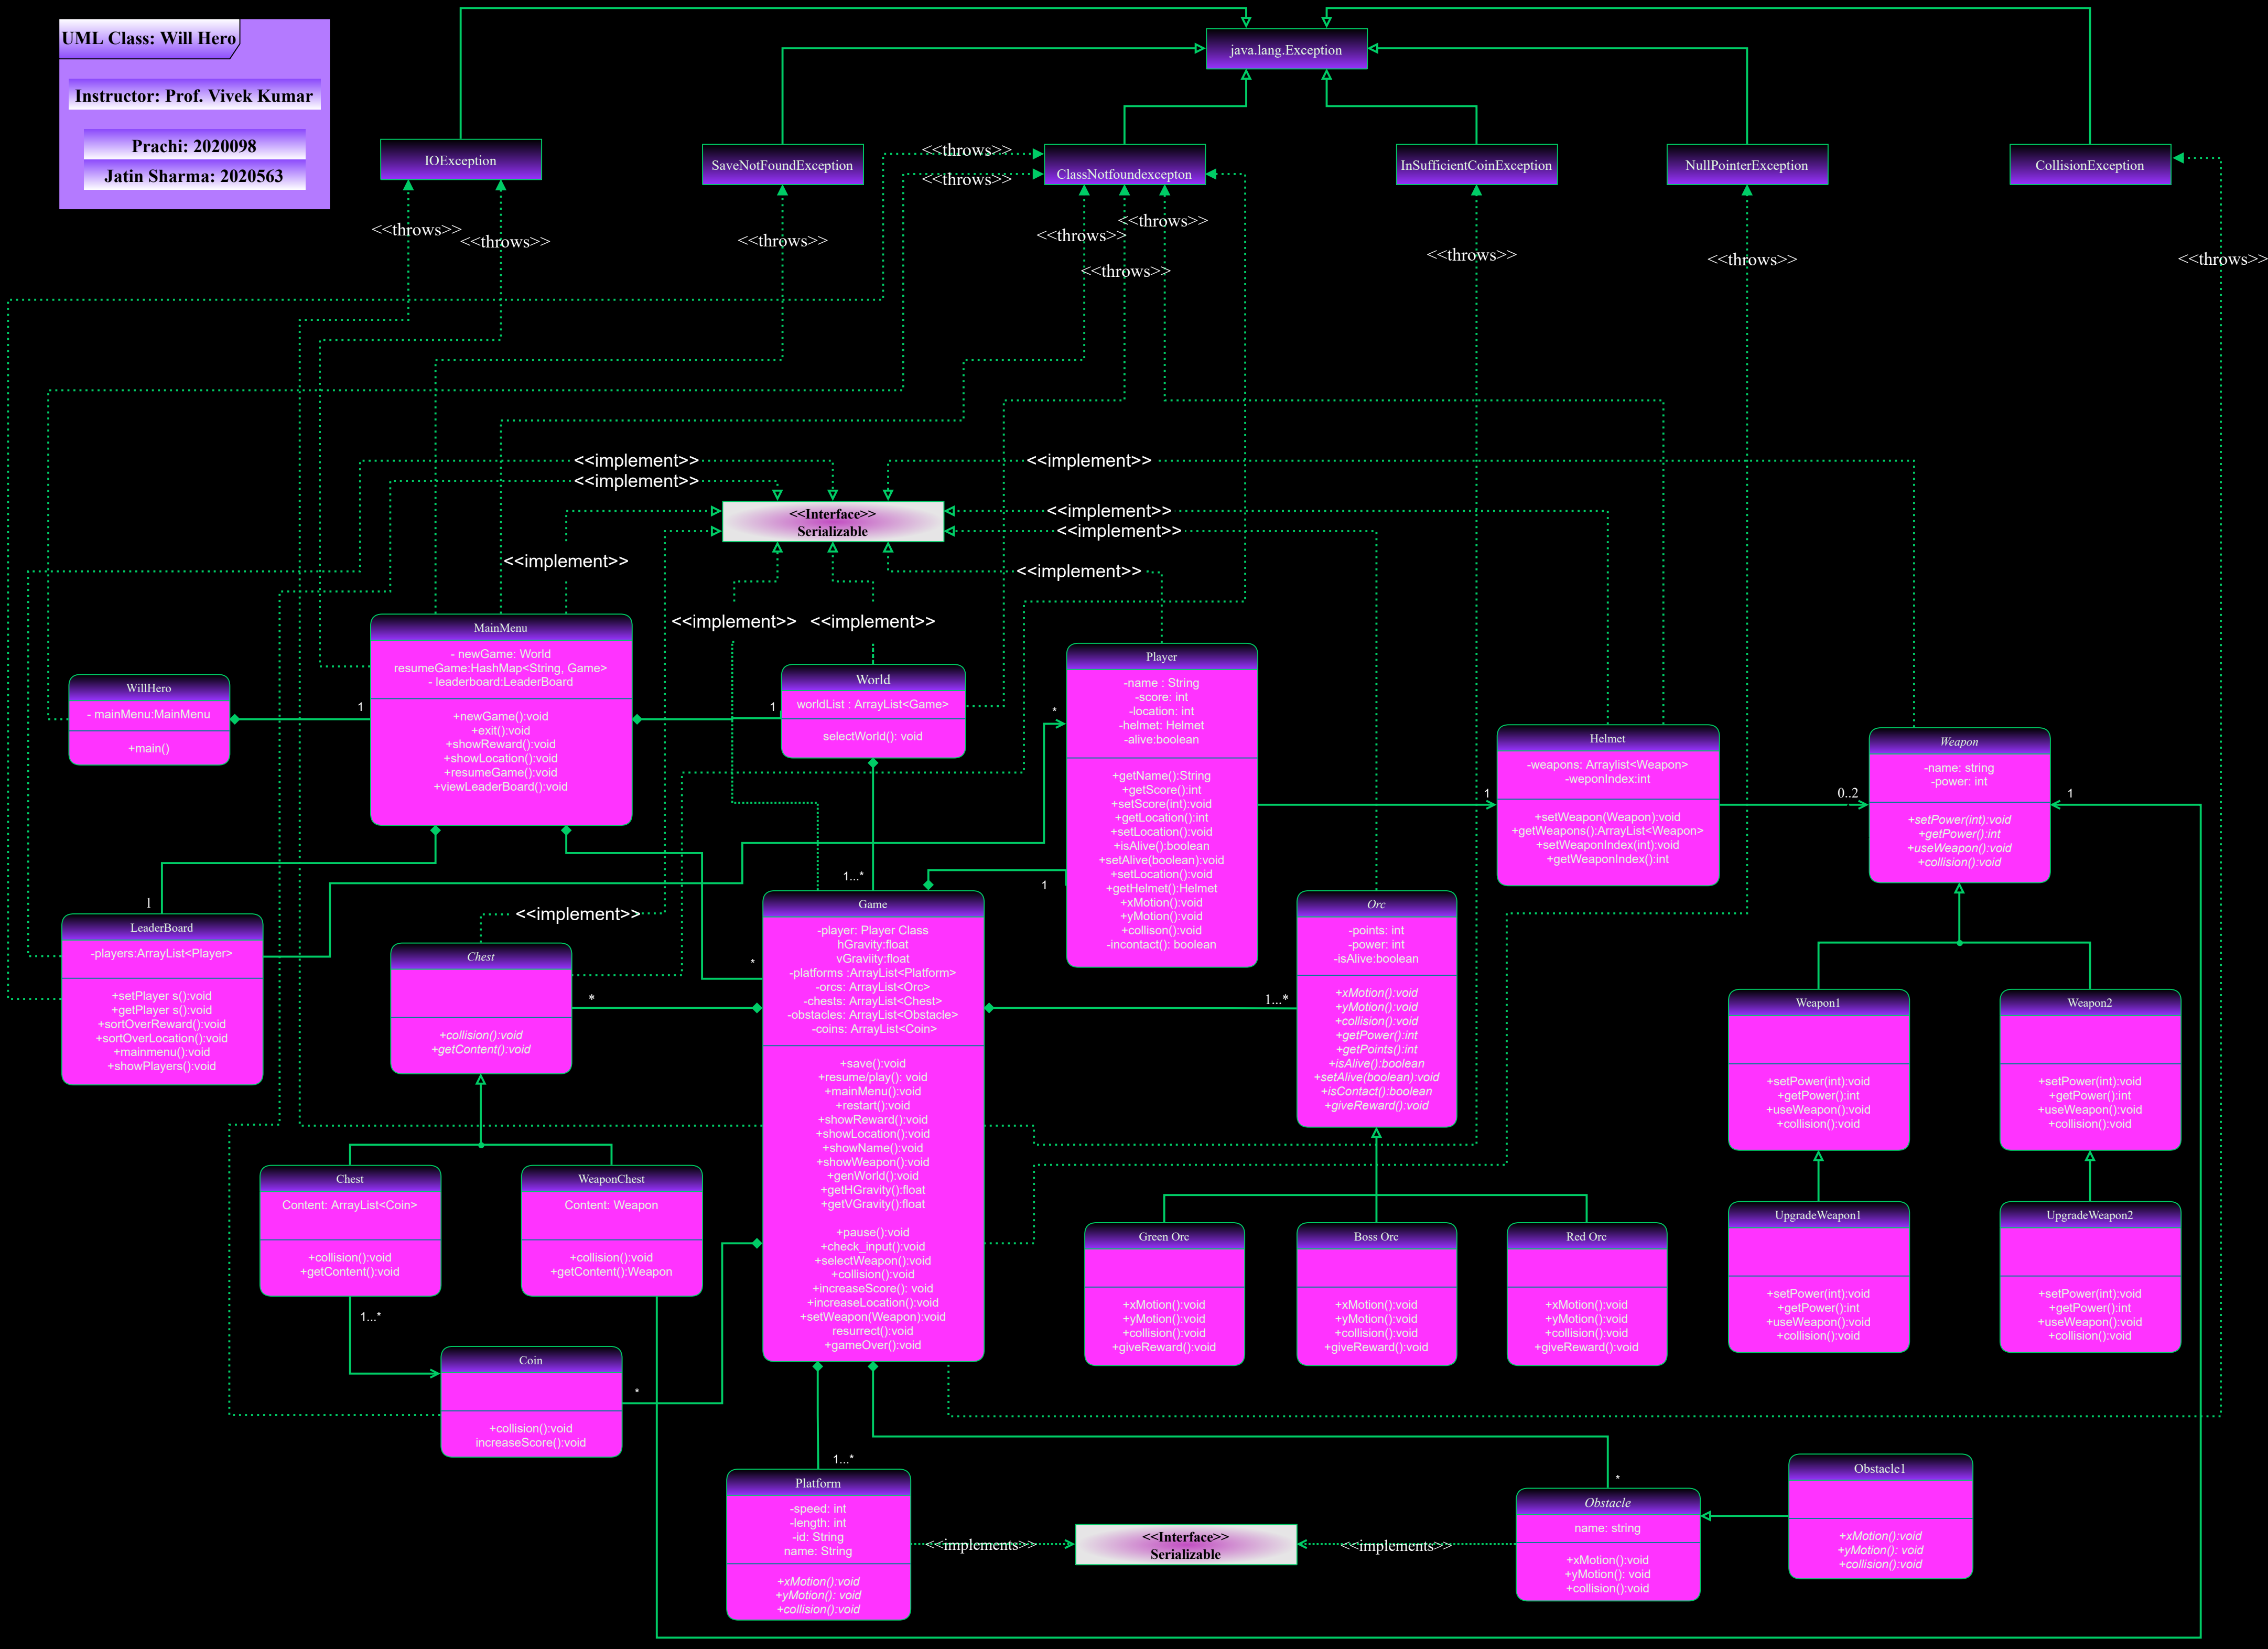 UML Class: Will Hero
Instructor: Prof. Vivek Kumar
Prachi: 2020098
Jatin Sharma: 2020563
java.lang.Exception
IOException
SaveNotFoundException
ClassNotfoundexcepton
InSufficientCoinException
NullPointerException
CollisionException
<<throws>>
<<throws>>
<<throws>>
<<throws>>
<<throws>>
<<throws>>
<<throws>>
<<throws>>
<<throws>>
<<throws>>
<<throws>>
<<implement>>
<<implement>>
<<implement>>
<<Interface>>
Serializable
<<implement>>
<<implement>>
<<implement>>
<<implement>>
<<implement>>
<<implement>>
WillHero
- mainMenu:MainMenu
+main()
1
MainMenu
- newGame: World
resumeGame:HashMap<String, Game>
- leaderboard:LeaderBoard
+newGame():void
+exit():void
+showReward():void
+showLocation():void
+resumeGame():void
+viewLeaderBoard():void
1
World
worldList : ArrayList<Game>
selectWorld(): void
1...*
*
Player
-name : String
-score: int
-location: int
-helmet: Helmet
-alive:boolean
+getName():String
+getScore():int
+setScore(int):void
+getLocation():int
+setLocation():void
+isAlive():boolean
+setAlive(boolean):void
+setLocation():void
+getHelmet():Helmet
+xMotion():void
+yMotion():void
+collison():void
-incontact(): boolean
1
1
Helmet
-weapons: Arraylist<Weapon>
-weponIndex:int
+setWeapon(Weapon):void
+getWeapons():ArrayList<Weapon>
+setWeaponIndex(int):void
+getWeaponIndex():int
0..2
Weapon
-name: string
-power: int
+setPower(int):void
+getPower():int
+useWeapon():void
+collision():void
1
1
LeaderBoard
-players:ArrayList<Player>
+setPlayer s():void
+getPlayer s():void
+sortOverReward():void
+sortOverLocation():void
+mainmenu():void
+showPlayers():void
<<implement>>
Chest
+collision():void
+getContent():void
*
*
Game
-player: Player Class
hGravity:float
vGraviity:float
-platforms :ArrayList<Platform>
-orcs: ArrayList<Orc>
-chests: ArrayList<Chest>
-obstacles: ArrayList<Obstacle>
-coins: ArrayList<Coin>
+save():void
+resume/play(): void
+mainMenu():void
+restart():void
+showReward():void
+showLocation():void
+showName():void
+showWeapon():void
+genWorld():void
+getHGravity():float
+getVGravity():float
+pause():void
+check_input():void
+selectWeapon():void
+collision():void
+increaseScore(): void
+increaseLocation():void
+setWeapon(Weapon):void
resurrect():void
+gameOver():void
1...*
Orc
-points: int
-power: int
-isAlive:boolean
+xMotion():void
+yMotion():void
+collision():void
+getPower():int
+getPoints():int
+isAlive():boolean
+setAlive(boolean):void
+isContact():boolean
+giveReward():void
Weapon1
+setPower(int):void
+getPower():int
+useWeapon():void
+collision():void
Weapon2
+setPower(int):void
+getPower():int
+useWeapon():void
+collision():void
Chest
Content: ArrayList<Coin>
+collision():void
+getContent():void
1...*
WeaponChest
Content: Weapon
+collision():void
+getContent():Weapon
Green Orc
+xMotion():void
+yMotion():void
+collision():void
+giveReward():void
Boss Orc
+xMotion():void
+yMotion():void
+collision():void
+giveReward():void
Red Orc
+xMotion():void
+yMotion():void
+collision():void
+giveReward():void
UpgradeWeapon1
+setPower(int):void
+getPower():int
+useWeapon():void
+collision():void
UpgradeWeapon2
+setPower(int):void
+getPower():int
+useWeapon():void
+collision():void
Coin
+collision():void
increaseScore():void
*
1...*
Platform
-speed: int
-length: int
-id: String
name: String
+xMotion():void
+yMotion(): void
+collision():void
<<implements>>
<<Interface>>
Serializable
<<implements>>
*
Obstacle
name: string
+xMotion():void
+yMotion(): void
+collision():void
Obstacle1
+xMotion():void
+yMotion(): void
+collision():void